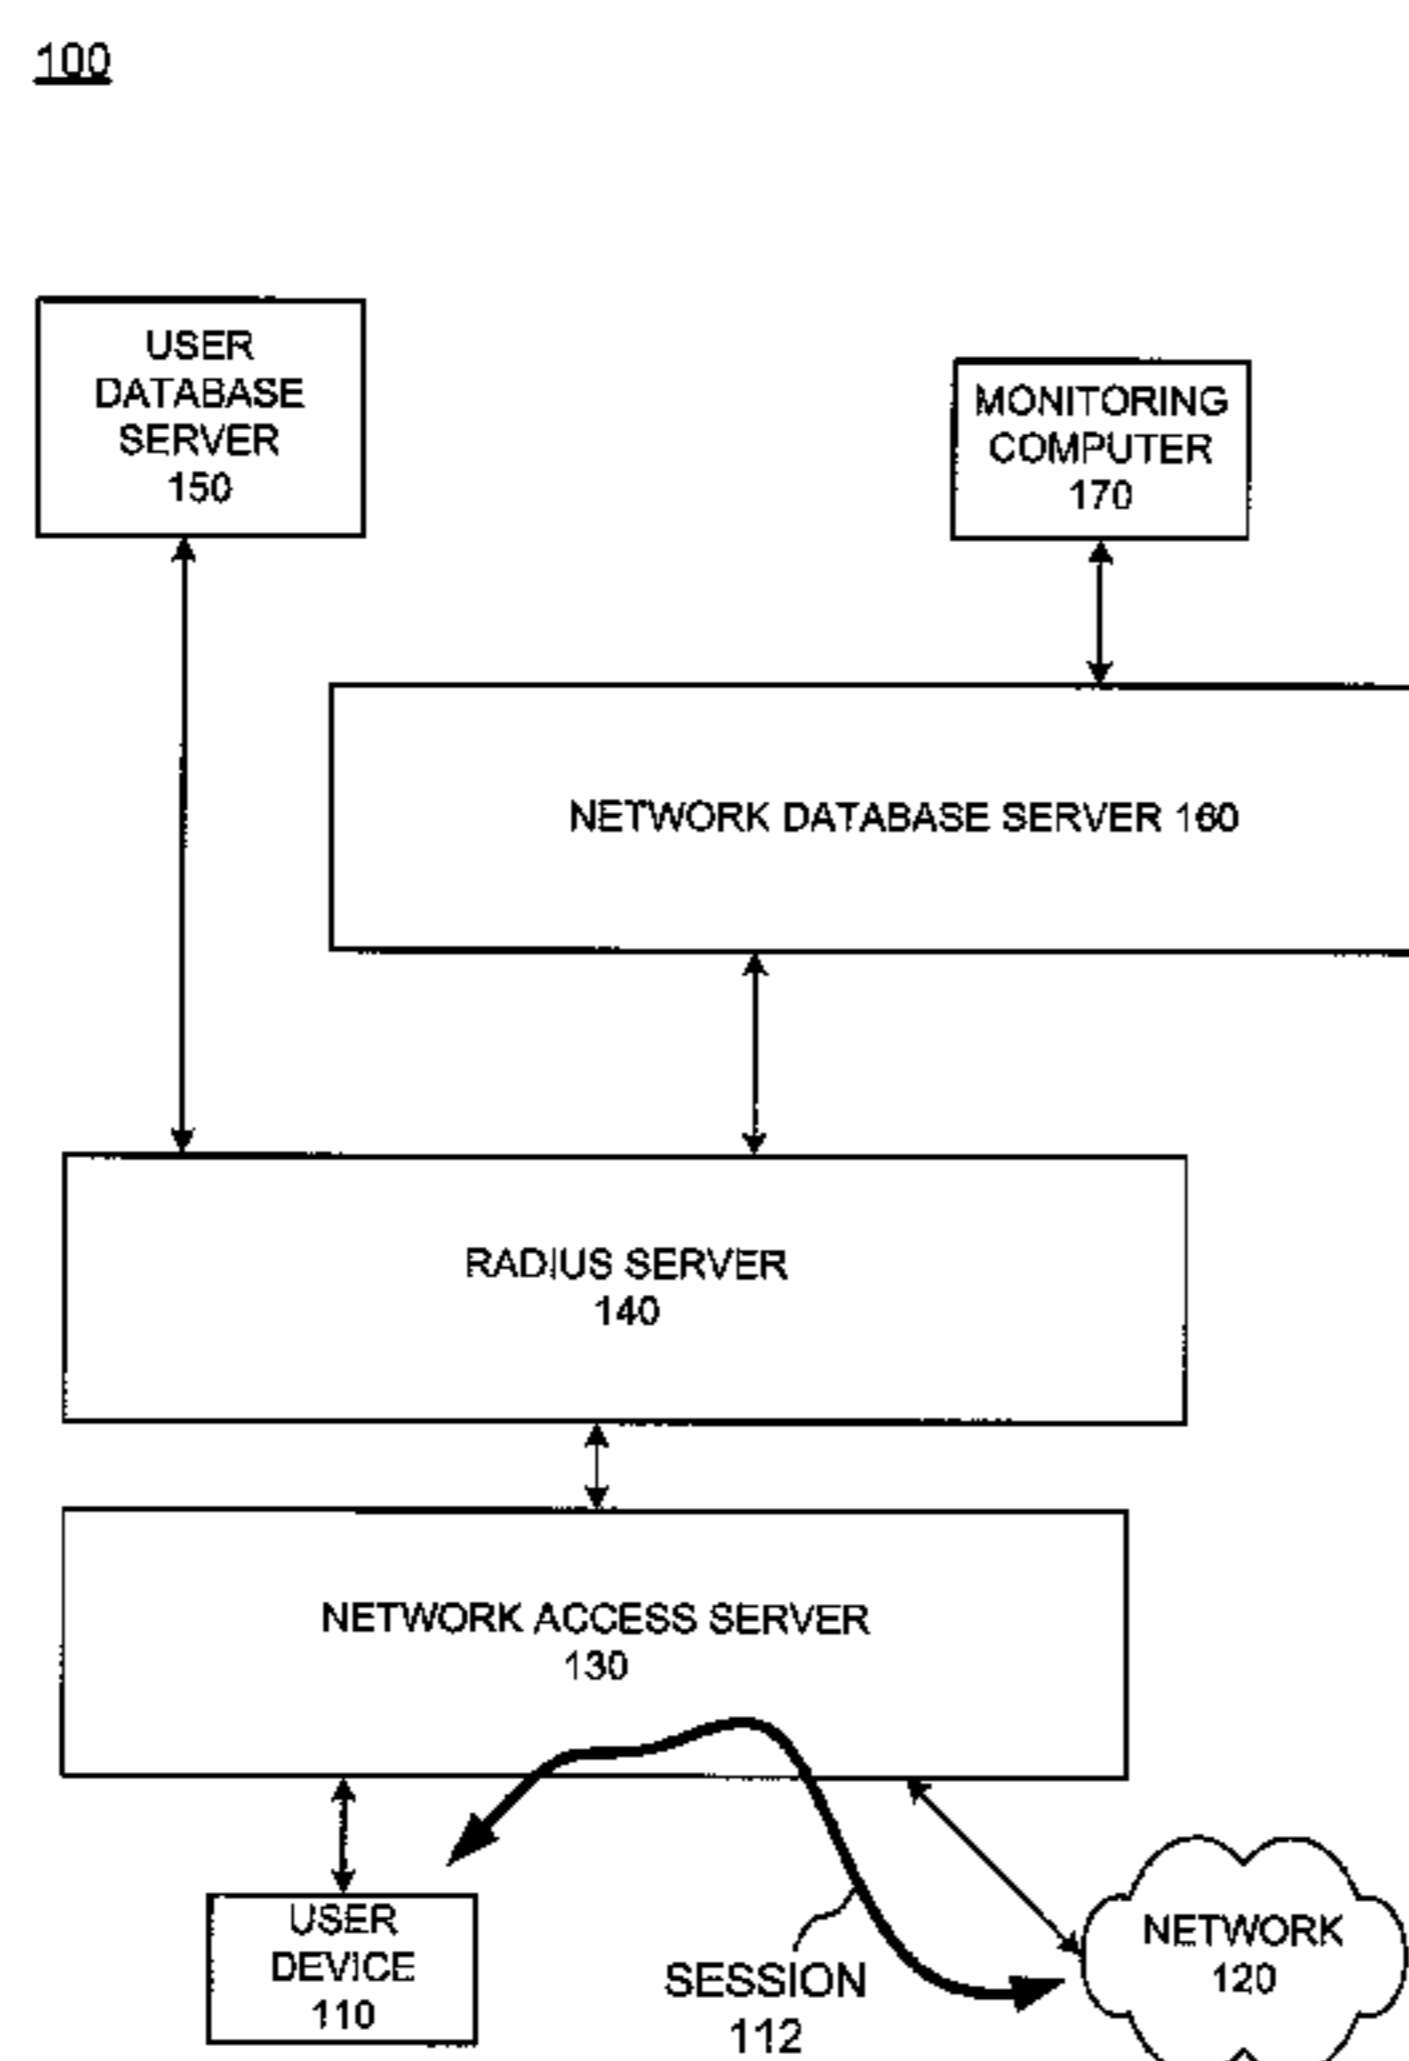 100
USER
DATABASE
SERVER
150
MONITORING
COMPUTER
170
NETWORK DATABASE SERVER 160
RADIUS SERVER
140
NETWORK ACCESS SERVER
130
USER
DEVICE
110
SESSION
112
NETWORK
120